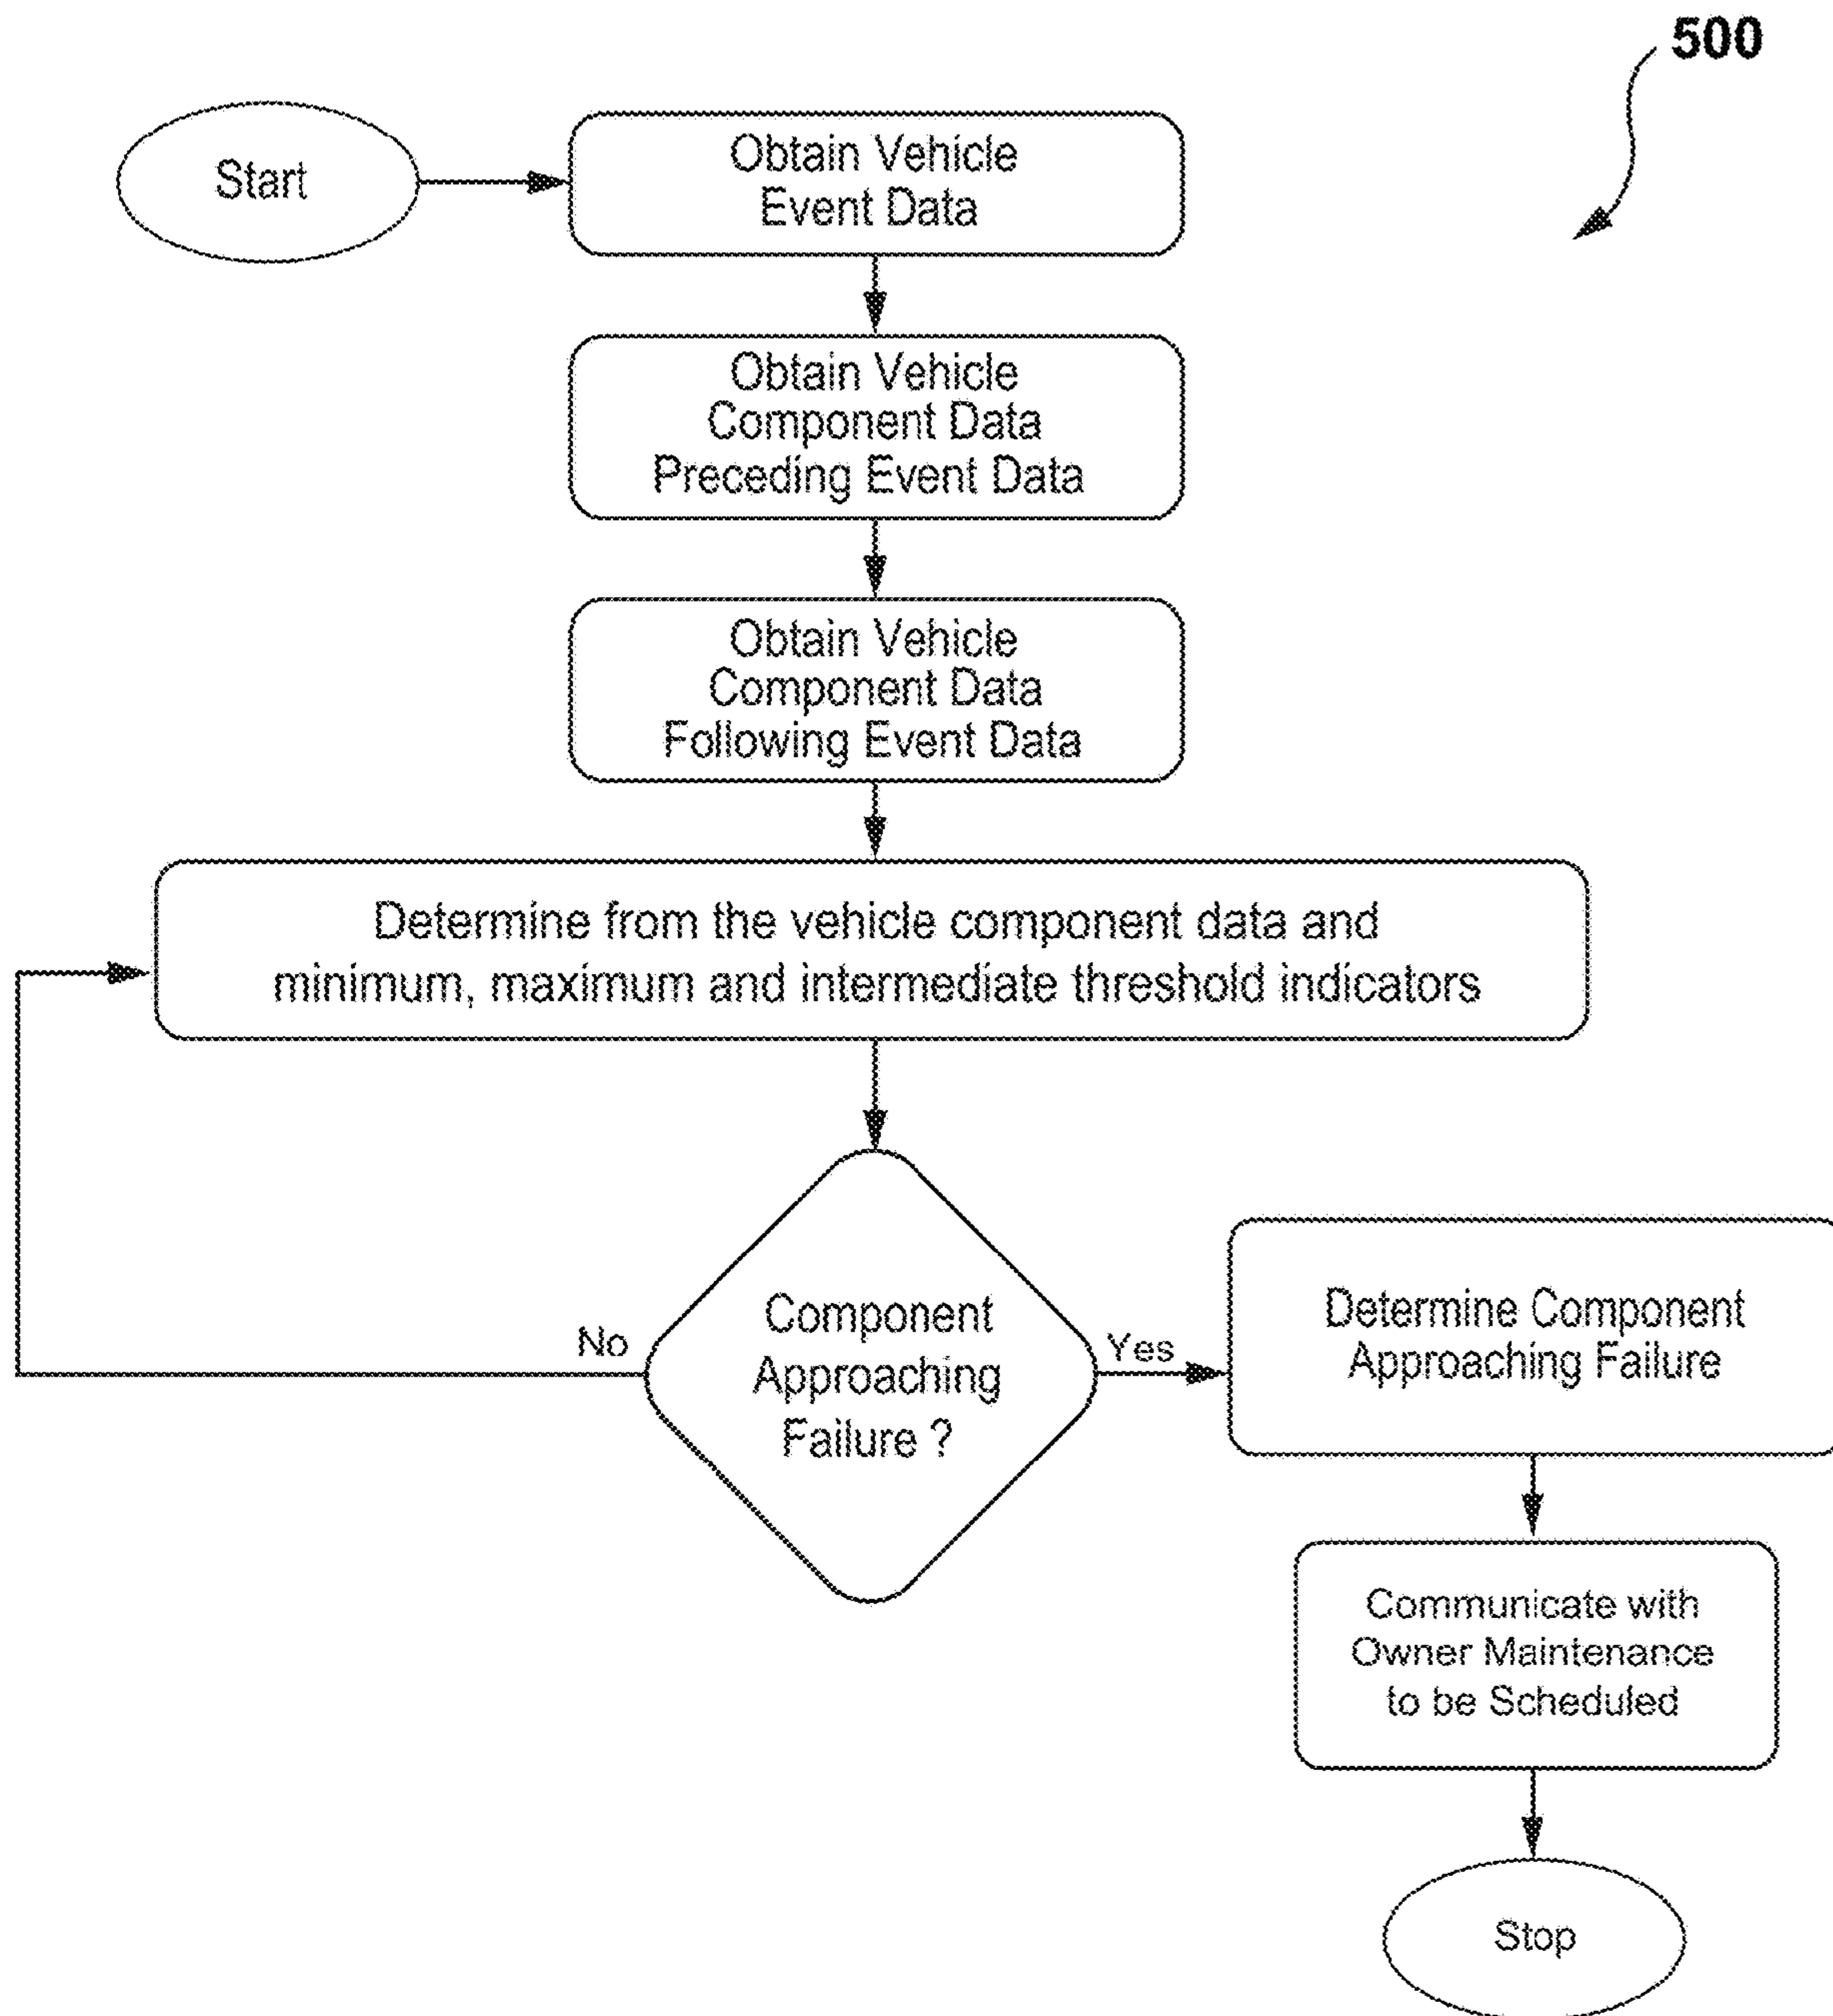 500
Start
Obtain Vehicle
Event Data
Obtain Vehicle
Component Data
Preceding Event Data
Obtain Vehicle
Component Data
Following Event Data
Determine from the vehicle component data and
minimum, maximum and intermediate threshold indicators
Component
Approaching
Failure ?
No
Yes
Determine Component
Approaching Failure
Communicate with
Owner Maintenance
to be Scheduled
Stop